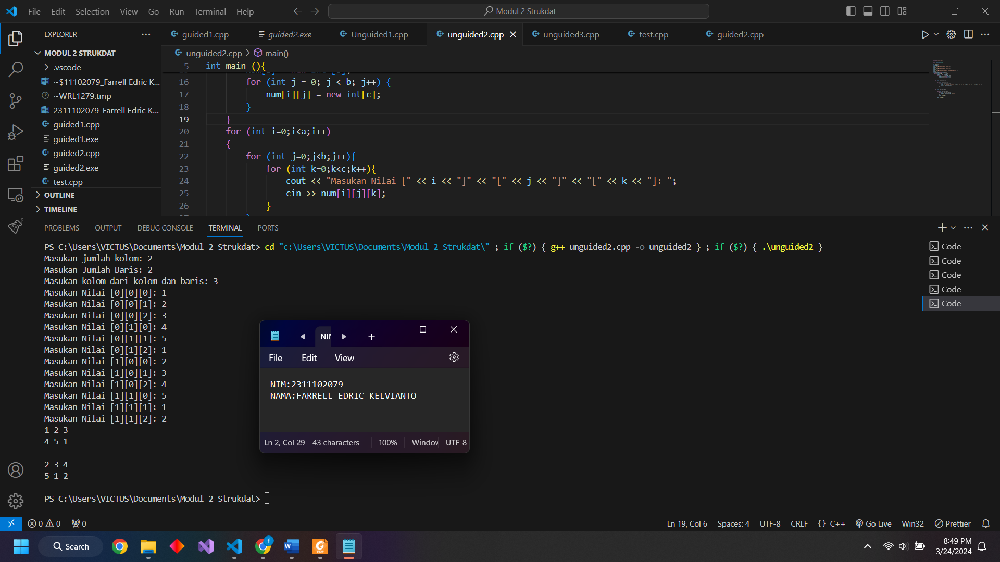 File Edit Selection View Go Run Terminal Help
Modul 2 Strukdat
EXPLORER
guided1.cpp
guided2.exe
Unguided1.cpp
unguided2.cpp
unguided3.cpp
test.cpp
guided2.cpp
MODUL 2 STRUKDAT
.vscode
~$11102079_Farrell Edric K...
~WRL1279.tmp
2311102079_Farrell Edric K...
guided1.cpp
guided1.exe
guided2.cpp
guided2.exe
test.cpp
OUTLINE
TIMELINE
unguided2.cpp > main()
5 int main (){
16 for (int j = 0; j < b; j++) {
17 num[i][j] = new int[c];
18 }
19 }
20 for (int i=0;i<a;i++)
21 {
22 for (int j=0;j<b;j++){
23 for (int k=0;k<c;k++){
24 cout << "Masukan Nilai [" << i << "]" << "[" << j << "]" << "[" << k << "]: ";
25 cin >> num[i][j][k];
26 }
PROBLEMS OUTPUT DEBUG CONSOLE TERMINAL PORTS
PS C:\Users\VICTUS\Documents\Modul 2 Strukdat> cd "c:\Users\VICTUS\Documents\Modul 2 Strukdat\" ; if ($?) { g++ unguided2.cpp -o unguided2 } ; if ($?) { .\unguided2 }
Masukan jumlah kolom: 2
Masukan Jumlah Baris: 2
Masukan kolom dari kolom dan baris: 3
Masukan Nilai [0][0][0]: 1
Masukan Nilai [0][0][1]: 2
Masukan Nilai [0][0][2]: 3
Masukan Nilai [0][1][0]: 4
Masukan Nilai [0][1][1]: 5
Masukan Nilai [0][1][2]: 1
Masukan Nilai [1][0][0]: 2
Masukan Nilai [1][0][1]: 3
Masukan Nilai [1][0][2]: 4
Masukan Nilai [1][1][0]: 5
Masukan Nilai [1][1][1]: 1
Masukan Nilai [1][1][2]: 2
1 2 3
4 5 1
2 3 4
5 1 2
PS C:\Users\VICTUS\Documents\Modul 2 Strukdat>
Code
Code
Code
Code
Code
NIM
File Edit View
NIM:2311102079
NAMA:FARRELL EDRIC KELVIANTO
Ln 2, Col 29 43 characters 100% Window UTF-8
0 0 0
Ln 19, Col 6 Spaces: 4 UTF-8 CRLF {} C++ Go Live Win32 Prettier
Search
8:49 PM
3/24/2024